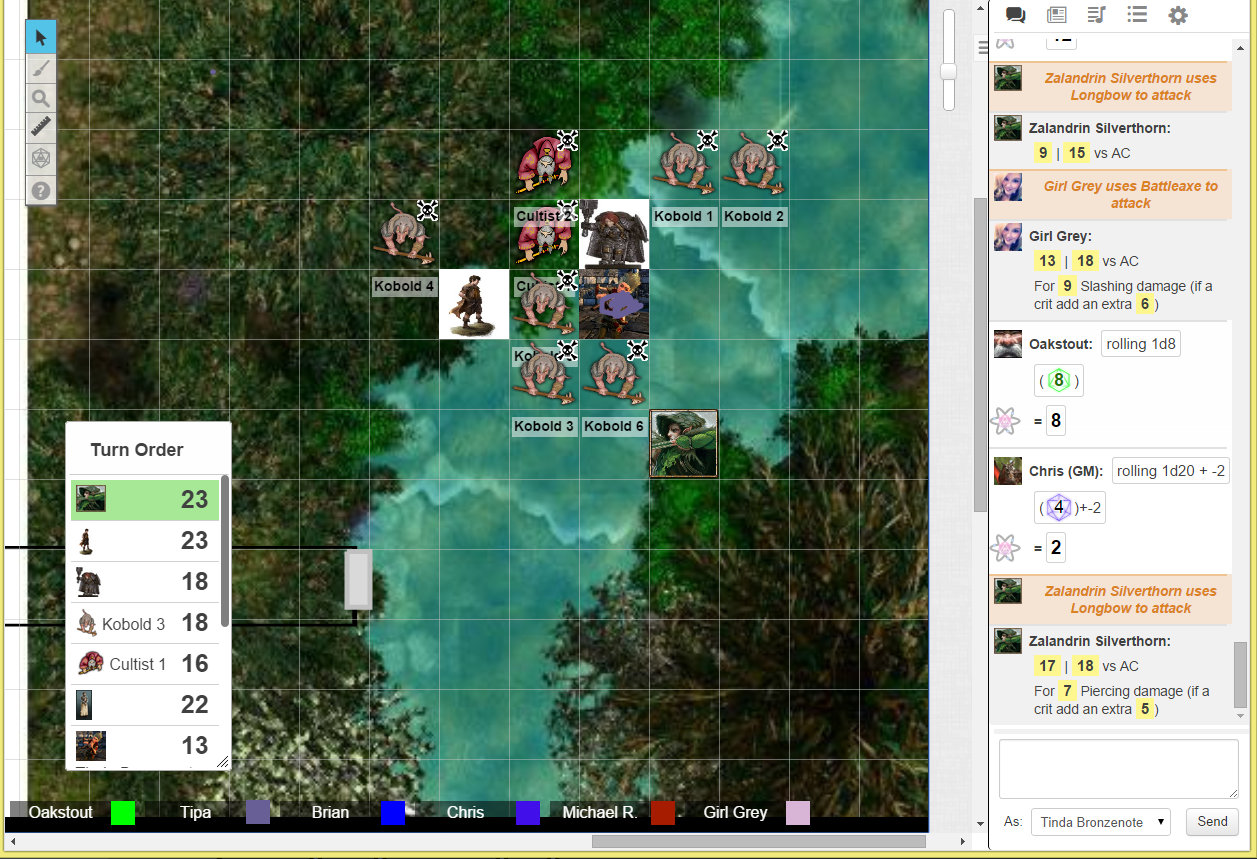 Zalandrin Silverthorn uses
Longbow to attack
Zalandrin Silverthorn:
9 | 15 vs AC
Girl Grey uses Battleaxe to
attack
Girl Grey:
13 | 18 vs AC
For 9 Slashing damage (if a
crit add an extra 6 )
Oakstout: rolling 1d8
( 8 )
= 8
Chris (GM): rolling 1d20 + -2
( 4 )+-2
= 2
Zalandrin Silverthorn uses
Longbow to attack
Zalandrin Silverthorn:
17 | 18 vs AC
For 7 Piercing damage (if a
crit add an extra 5 )
As: Tinda Bronzenote Send
?
Cultist 2 Kobold 1 Kobold 2
Kobold 4
Kobold 3 Kobold 6
Turn Order
23
23
18
Kobold 3 18
Cultist 1 16
22
13
Oakstout Tipa Brian Chris Michael R. Girl Grey